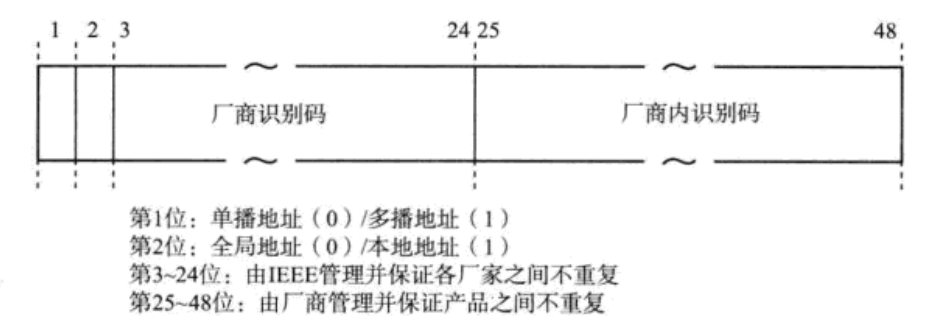 1 2 3 24 25 48
厂商识别码 厂商内识别码
第1位：单播地址（0）/多播地址（1）
第2位：全局地址（0）/本地地址（1）
第3~24位：由IEEE管理并保证各厂家之间不重复
第25~48位：由厂商管理并保证产品之间不重复